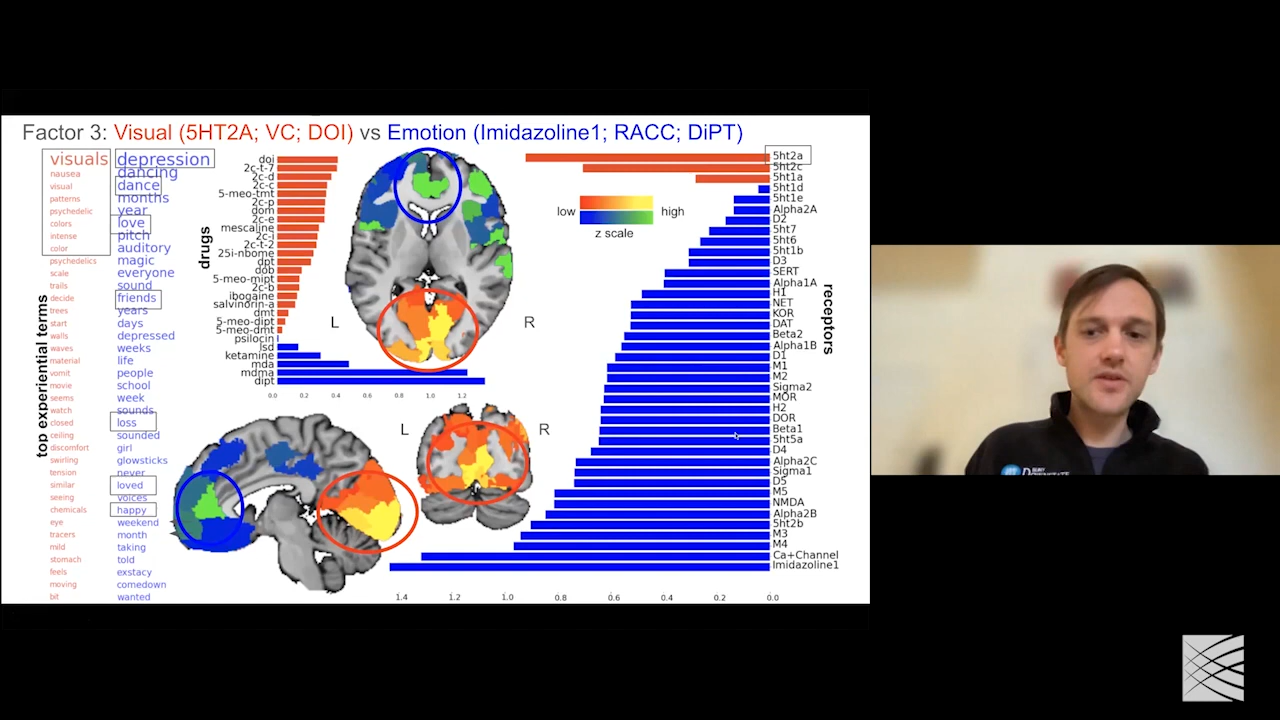 Factor 3: Visual (5HT2A; VC; DOI) vs Emotion (Imidazoline1; RACC; DiPT)
top experiential terms
visuals
nausea
visual
patterns
psychedelic
colors
intense
color
psychedelics
scale
trails
decide
trees
start
walls
waves
material
vomit
movie
seems
watch
closed
ceiling
discomfort
swirling
tension
similar
seeing
chemicals
eye
tracers
mild
stomach
feels
moving
bit
depression
dancing
dance
months
year
love
pitch
auditory
magic
everyone
sound
friends
years
days
depressed
weeks
life
people
school
week
sounds
loss
sounded
girl
glowsticks
never
loved
voices
happy
weekend
month
taking
told
exstacy
comedown
wanted
drugs
doi
2c-t-7
2c-d
2c-c
5-meo-tmt
2c-p
dom
2c-e
mescaline
2c-i
2c-t-2
25i-nbome
dpt
dob
5-meo-mipt
2c-b
ibogaine
salvinorin-a
dmt
5-meo-dipt
5-meo-dmt
psilocin
lsd
ketamine
mda
mdma
dipt
0.0 0.2 0.4 0.6 0.8 1.0 1.2
L R
L R
low high
z scale
receptors
5ht2a
5ht2c
5ht1a
5ht1d
5ht1e
Alpha2A
D2
5ht7
5ht6
5ht1b
D3
SERT
Alpha1A
H1
NET
KOR
DAT
Beta2
Alpha1B
D1
M1
M2
Sigma2
MOR
H2
DOR
Beta1
5ht5a
D4
Alpha2C
Sigma1
D5
M5
NMDA
Alpha2B
5ht2b
M3
M4
Ca+Channel
Imidazoline1
1.4 1.2 1.0 0.8 0.6 0.4 0.2 0.0